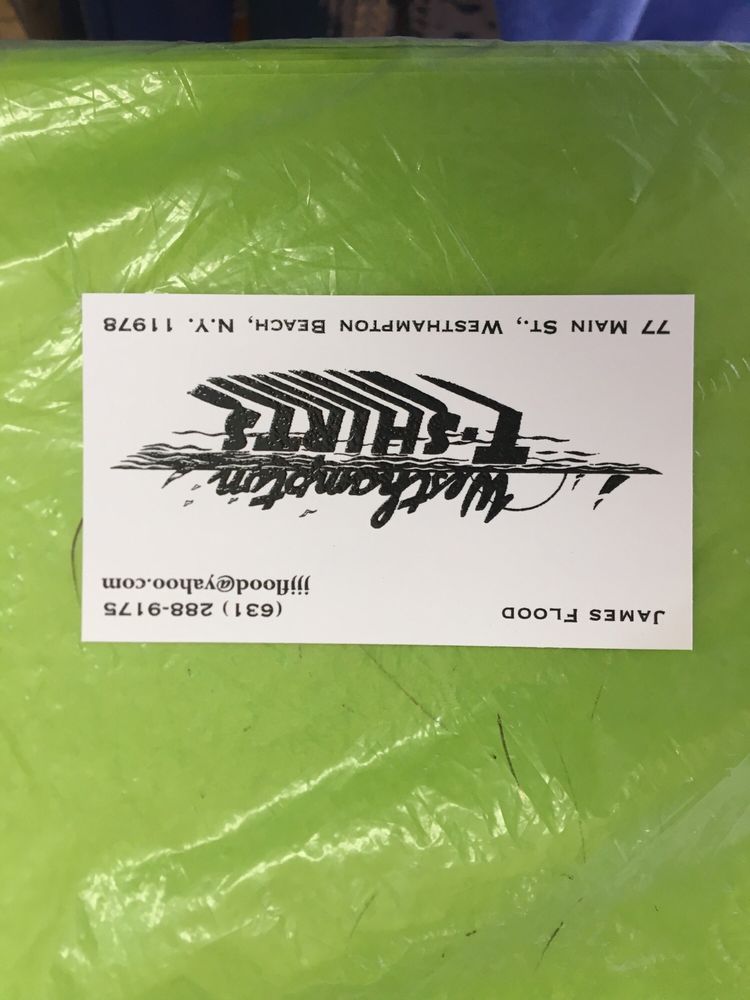 JAMES FLOOD
(631) 288-9175
jjjflood@yahoo.com
Westhampton
T-SHIRTS
77 MAIN ST., WESTHAMPTON BEACH, N.Y. 11978